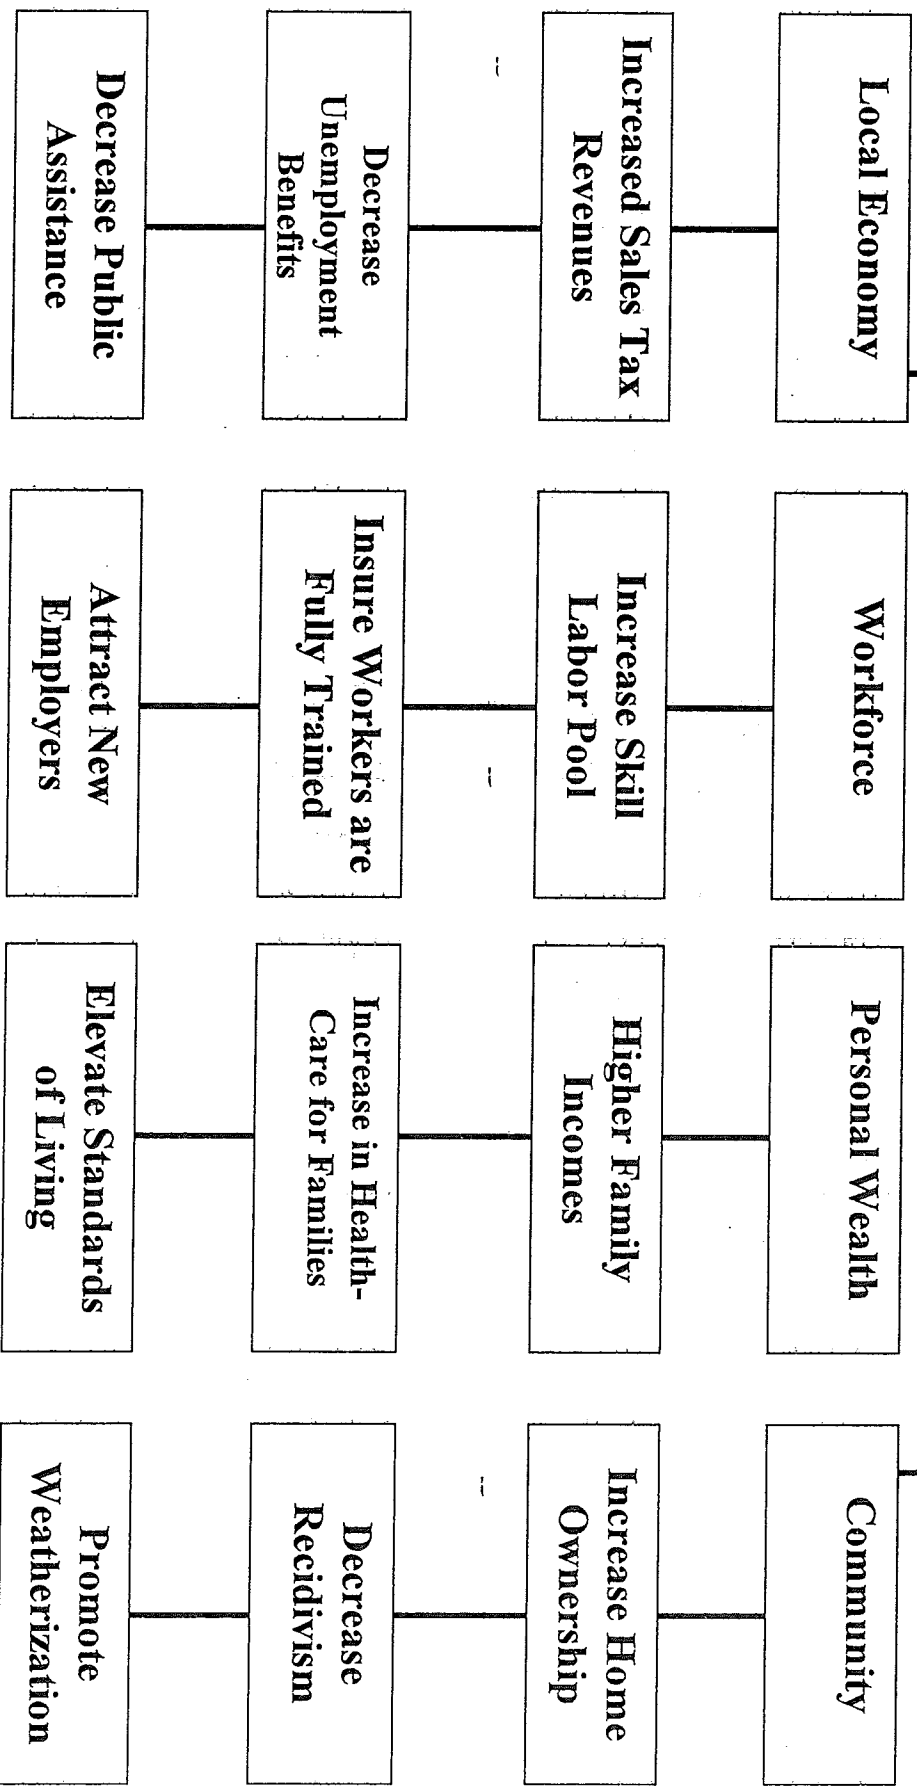 Local Economy
Increased Sales Tax
Revenues
Decrease
Unemployment
Benefits
Decrease Public
Assistance
Workforce
Increase Skill
Labor Pool
Insure Workers are
Fully Trained
Attract New
Employers
Personal Wealth
Higher Family
Incomes
Increase in Health-
Care for Families
Elevate Standards
of Living
Community
Increase Home
Ownership
Decrease
Recidivism
Promote
Weatherization